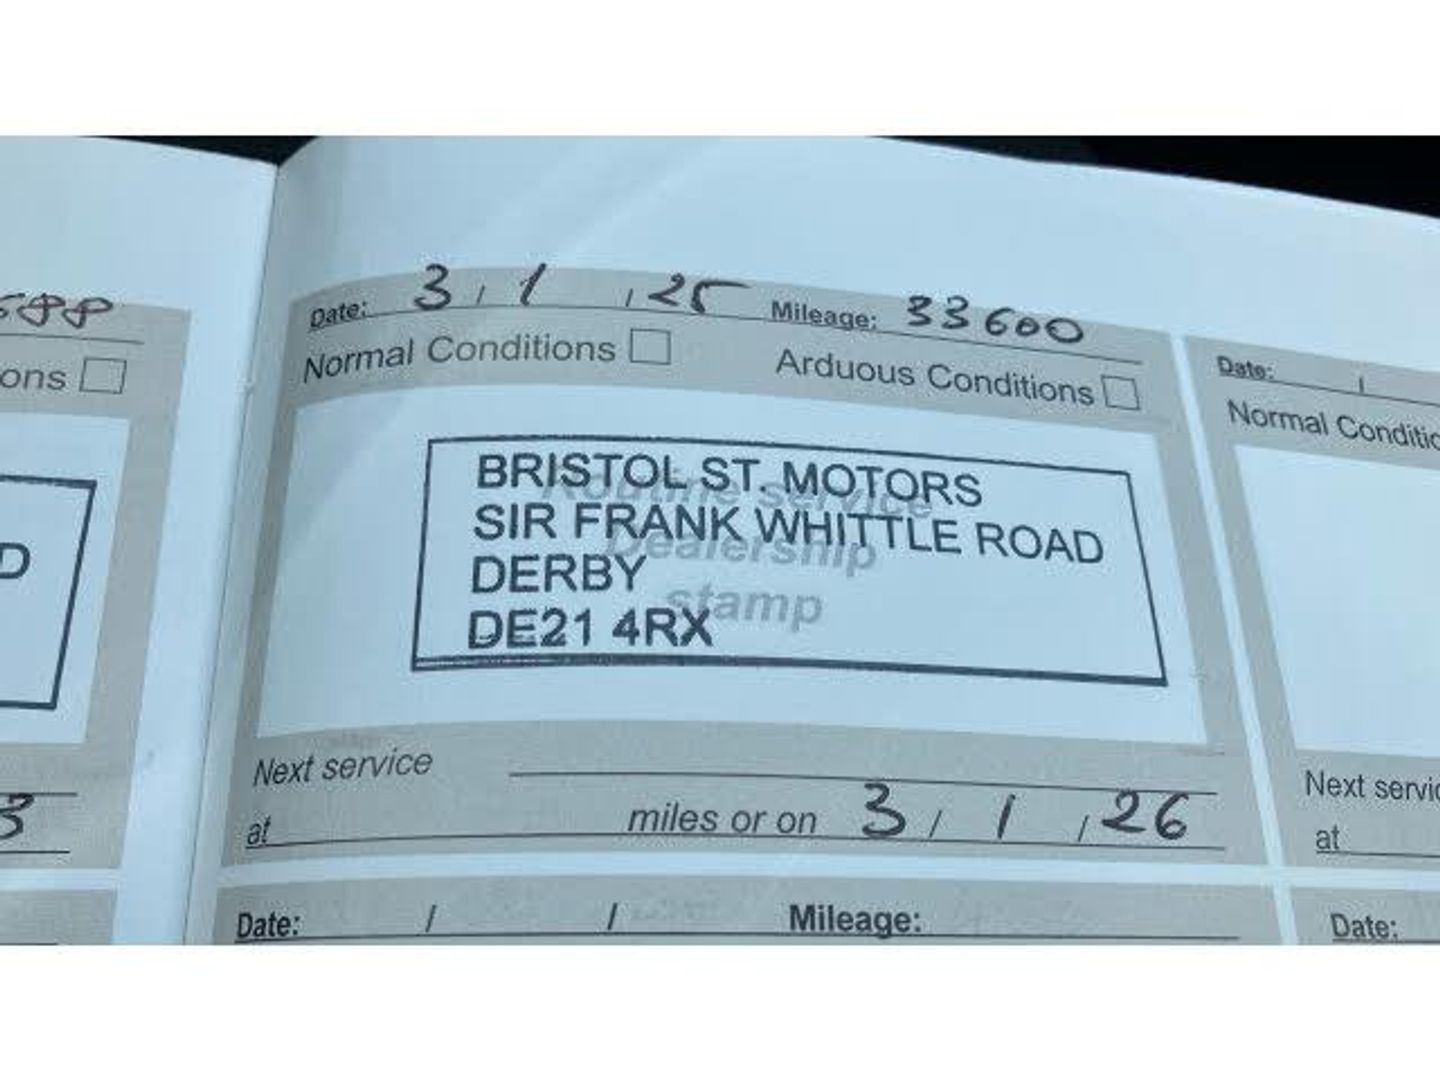 588
ons
D
3
Date: 3 / 1 / 25 Mileage: 33600
Normal Conditions Arduous Conditions
Routine service
Dealership
stamp
BRISTOL ST. MOTORS
SIR FRANK WHITTLE ROAD
DERBY
DE21 4RX
Next service
at miles or on 3 / 1 / 26
Date: / / Mileage:
Date: /
Normal Conditio
Next servic
at
Date: